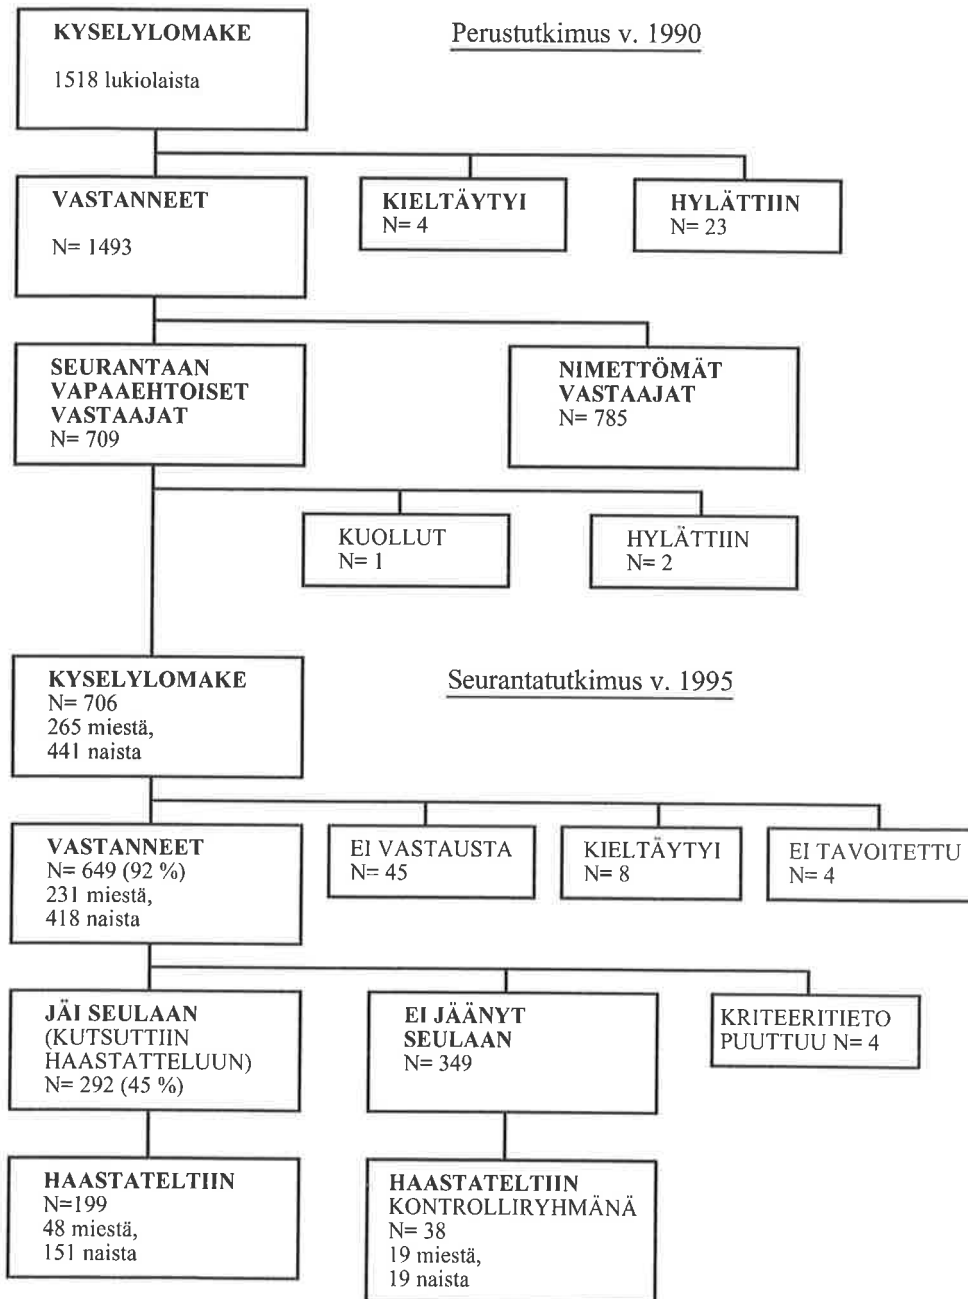 KYSELYLOMAKE
1518 lukiolaista
Perustutkimus v. 1990
VASTANNEET
N= 1493
KIELTÄYTYI
N= 4
HYLÄTTIIN
N= 23
SEURANTAAN
VAPAAEHTOISET
VASTAAJAT
N= 709
NIMETTÖMÄT
VASTAAJAT
N= 785
KUOLLUT
N= 1
HYLÄTTIIN
N= 2
KYSELYLOMAKE
N= 706
265 miestä,
441 naista
Seurantatutkimus v. 1995
VASTANNEET
N= 649 (92 %)
231 miestä,
418 naista
EI VASTAUSTA
N= 45
KIELTÄYTYI
N= 8
EI TAVOITETTU
N= 4
JÄI SEULAAN
(KUTSUTTIIN
HAASTATTELUUN)
N= 292 (45 %)
EI JÄÄNYT
SEULAAN
N= 349
KRITEERITIETO
PUUTTUU N= 4
HAASTATELTIIN
N=199
48 miestä,
151 naista
HAASTATELTIIN
KONTROLLIRYHMÄNÄ
N= 38
19 miestä,
19 naista